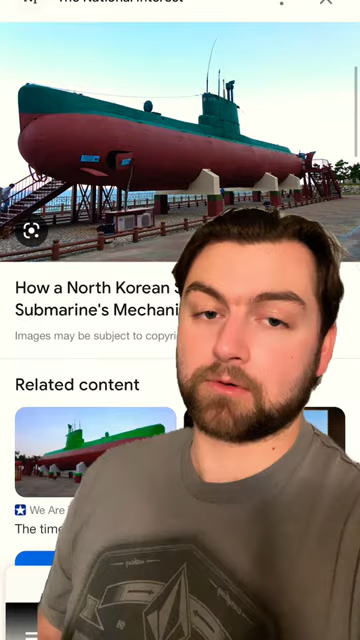 The National Interest
How a North Korean S
Submarine's Mechani
Images may be subject to copyri
Related content
We Are
The time